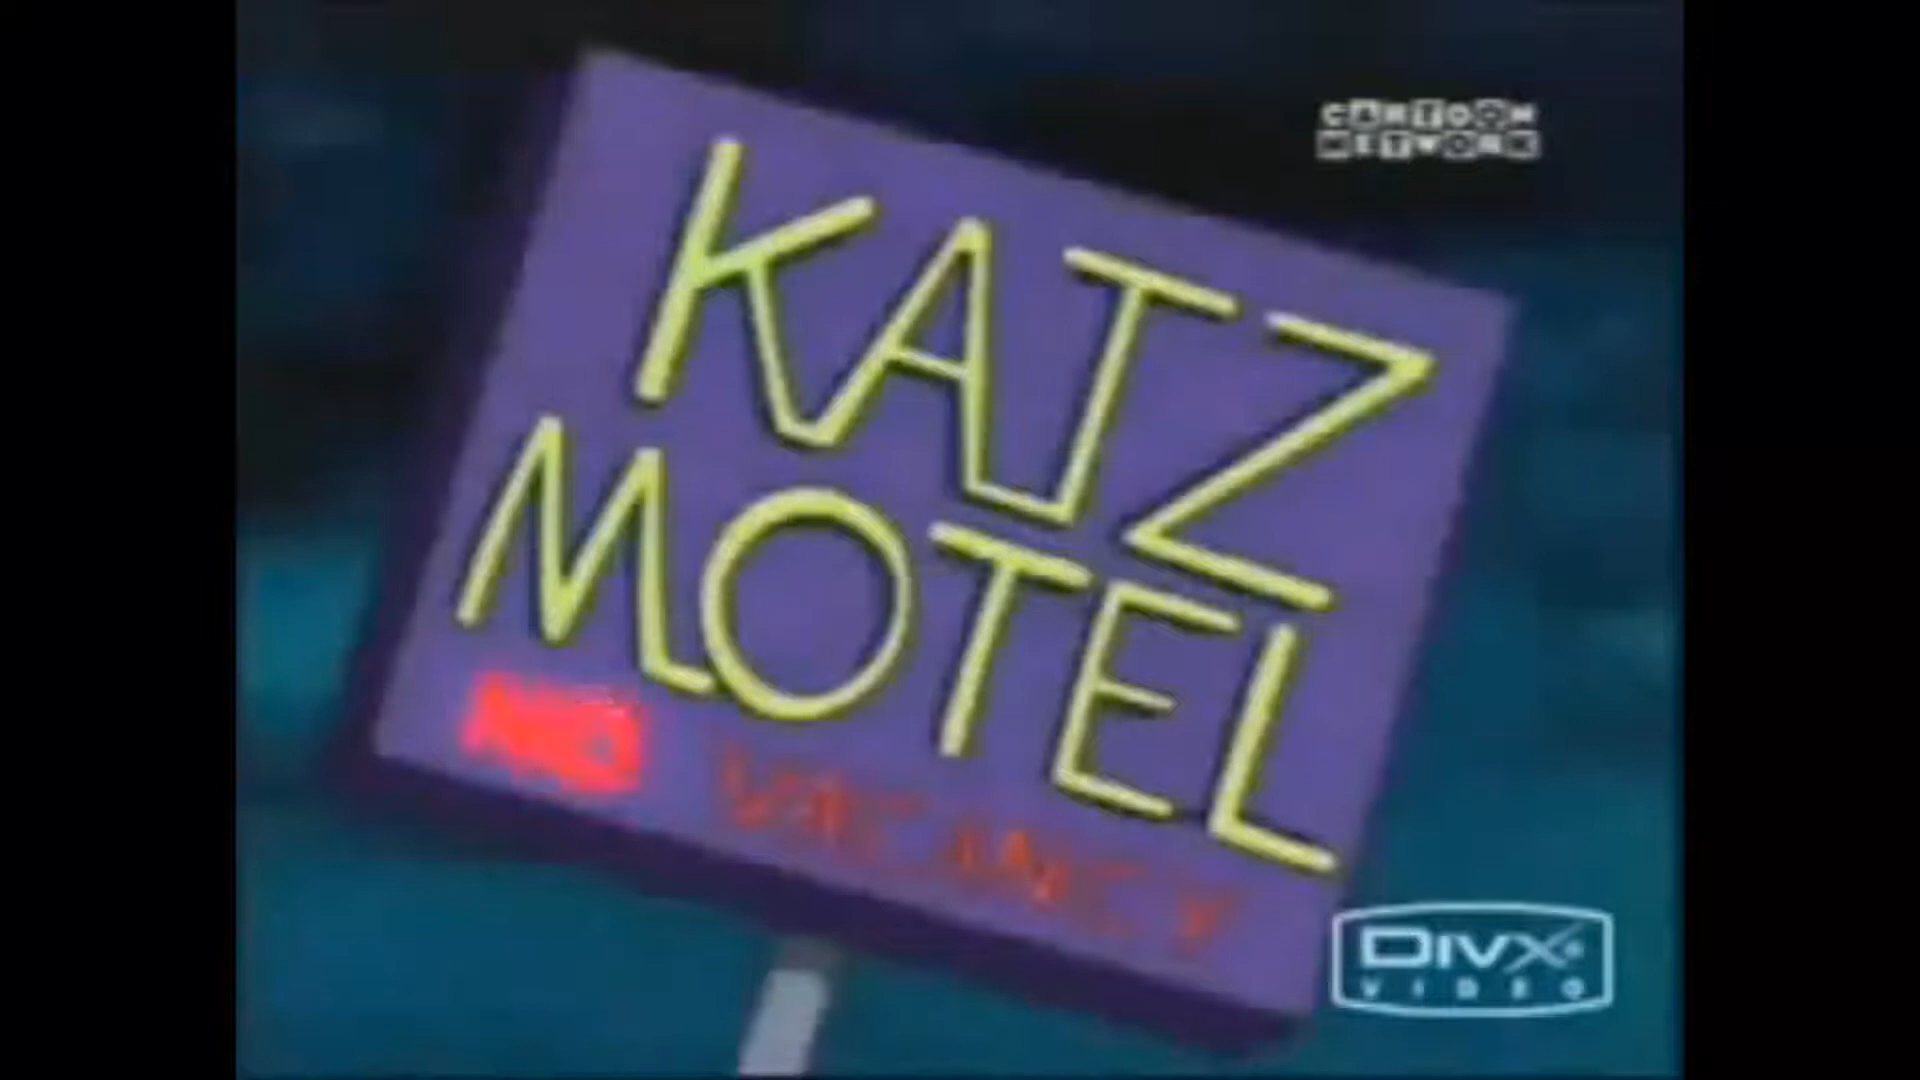 CARTOON
NETWORK
KATZ
MOTEL
NO VACANCY
DIVX
VIDEO